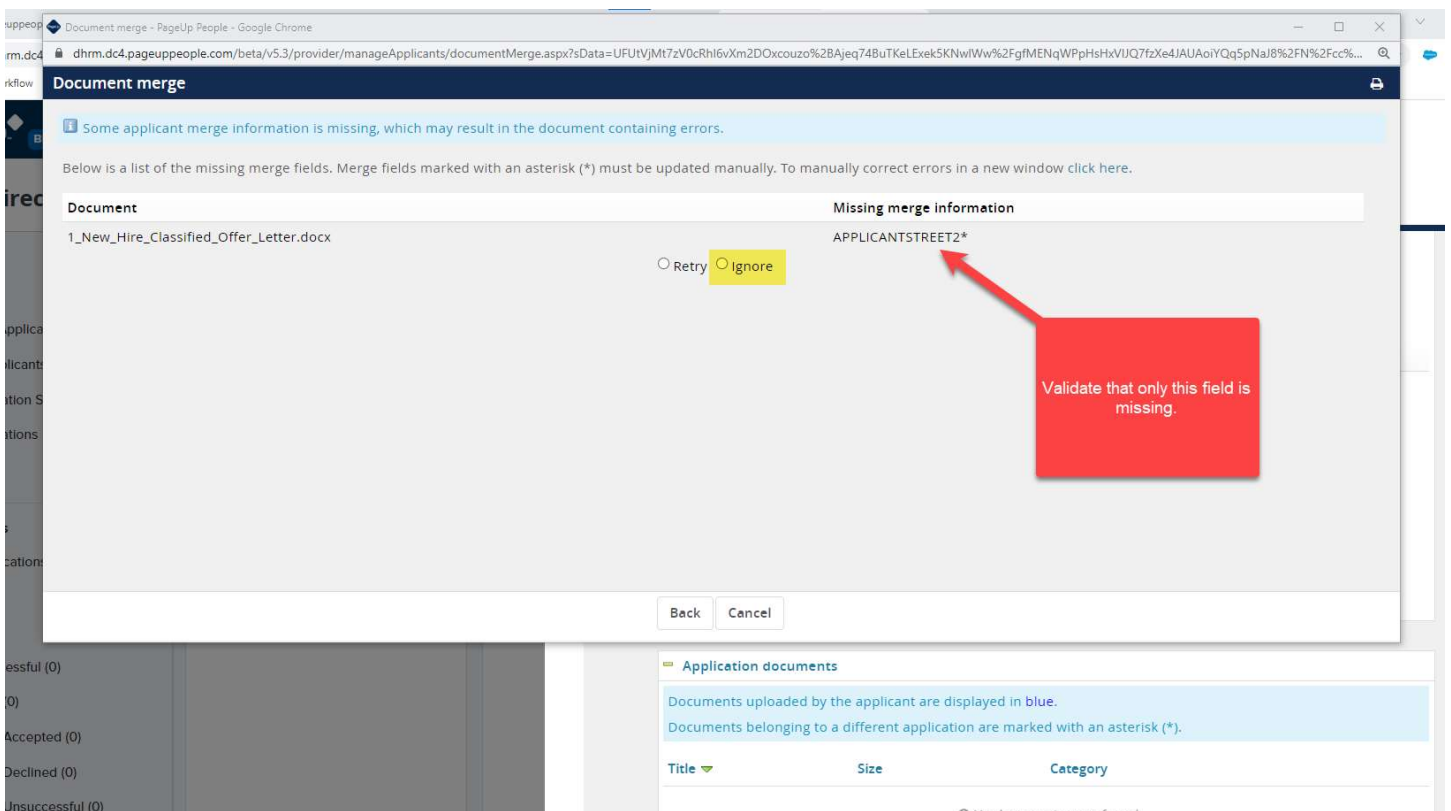 Document merge - PageUp People - Google Chrome
dhrm.dc4.pageuppeople.com/beta/v5.3/provider/manageApplicants/documentMerge.aspx?sData=UFUtVjMt7zV0cRhI6vXm2DOxcouzo%2BAjeq74BuTKeLExek5KNwIWw%2FgfMENqWPpHsHxVIJQ7fzXe4JAUAoiYQq5pNaJ8%2FN%2Fcc%...
Document merge
Some applicant merge information is missing, which may result in the document containing errors.
Below is a list of the missing merge fields. Merge fields marked with an asterisk (*) must be updated manually. To manually correct errors in a new window click here.
Document Missing merge information
1_New_Hire_Classified_Offer_Letter.docx APPLICANTSTREET2*
Retry Ignore
Validate that only this field is
missing.
Back Cancel
essful (0)
(0)
Accepted (0)
Declined (0)
Unsuccessful (0)
Application documents
Documents uploaded by the applicant are displayed in blue.
Documents belonging to a different application are marked with an asterisk (*).
Title Size Category